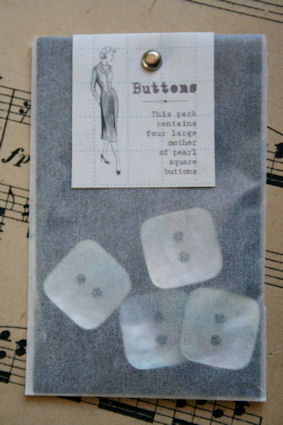 Buttons
This pack
contains
four large
mother
of pearl
square
buttons